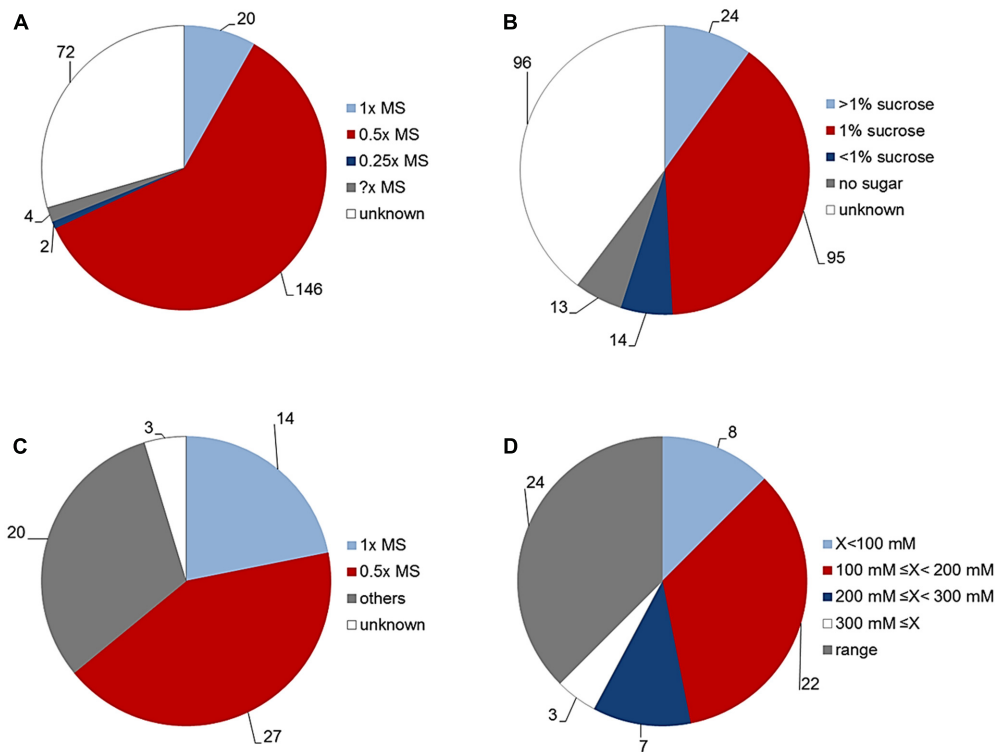 A
20
72
4
2
146
1x MS
0.5x MS
0.25x MS
?x MS
unknown
B
24
96
95
13
14
>1% sucrose
1% sucrose
<1% sucrose
no sugar
unknown
C
3
14
20
27
1x MS
0.5x MS
others
unknown
D
8
24
22
3
7
X<100 mM
100 mM ≤X< 200 mM
200 mM ≤X< 300 mM
300 mM ≤X
range